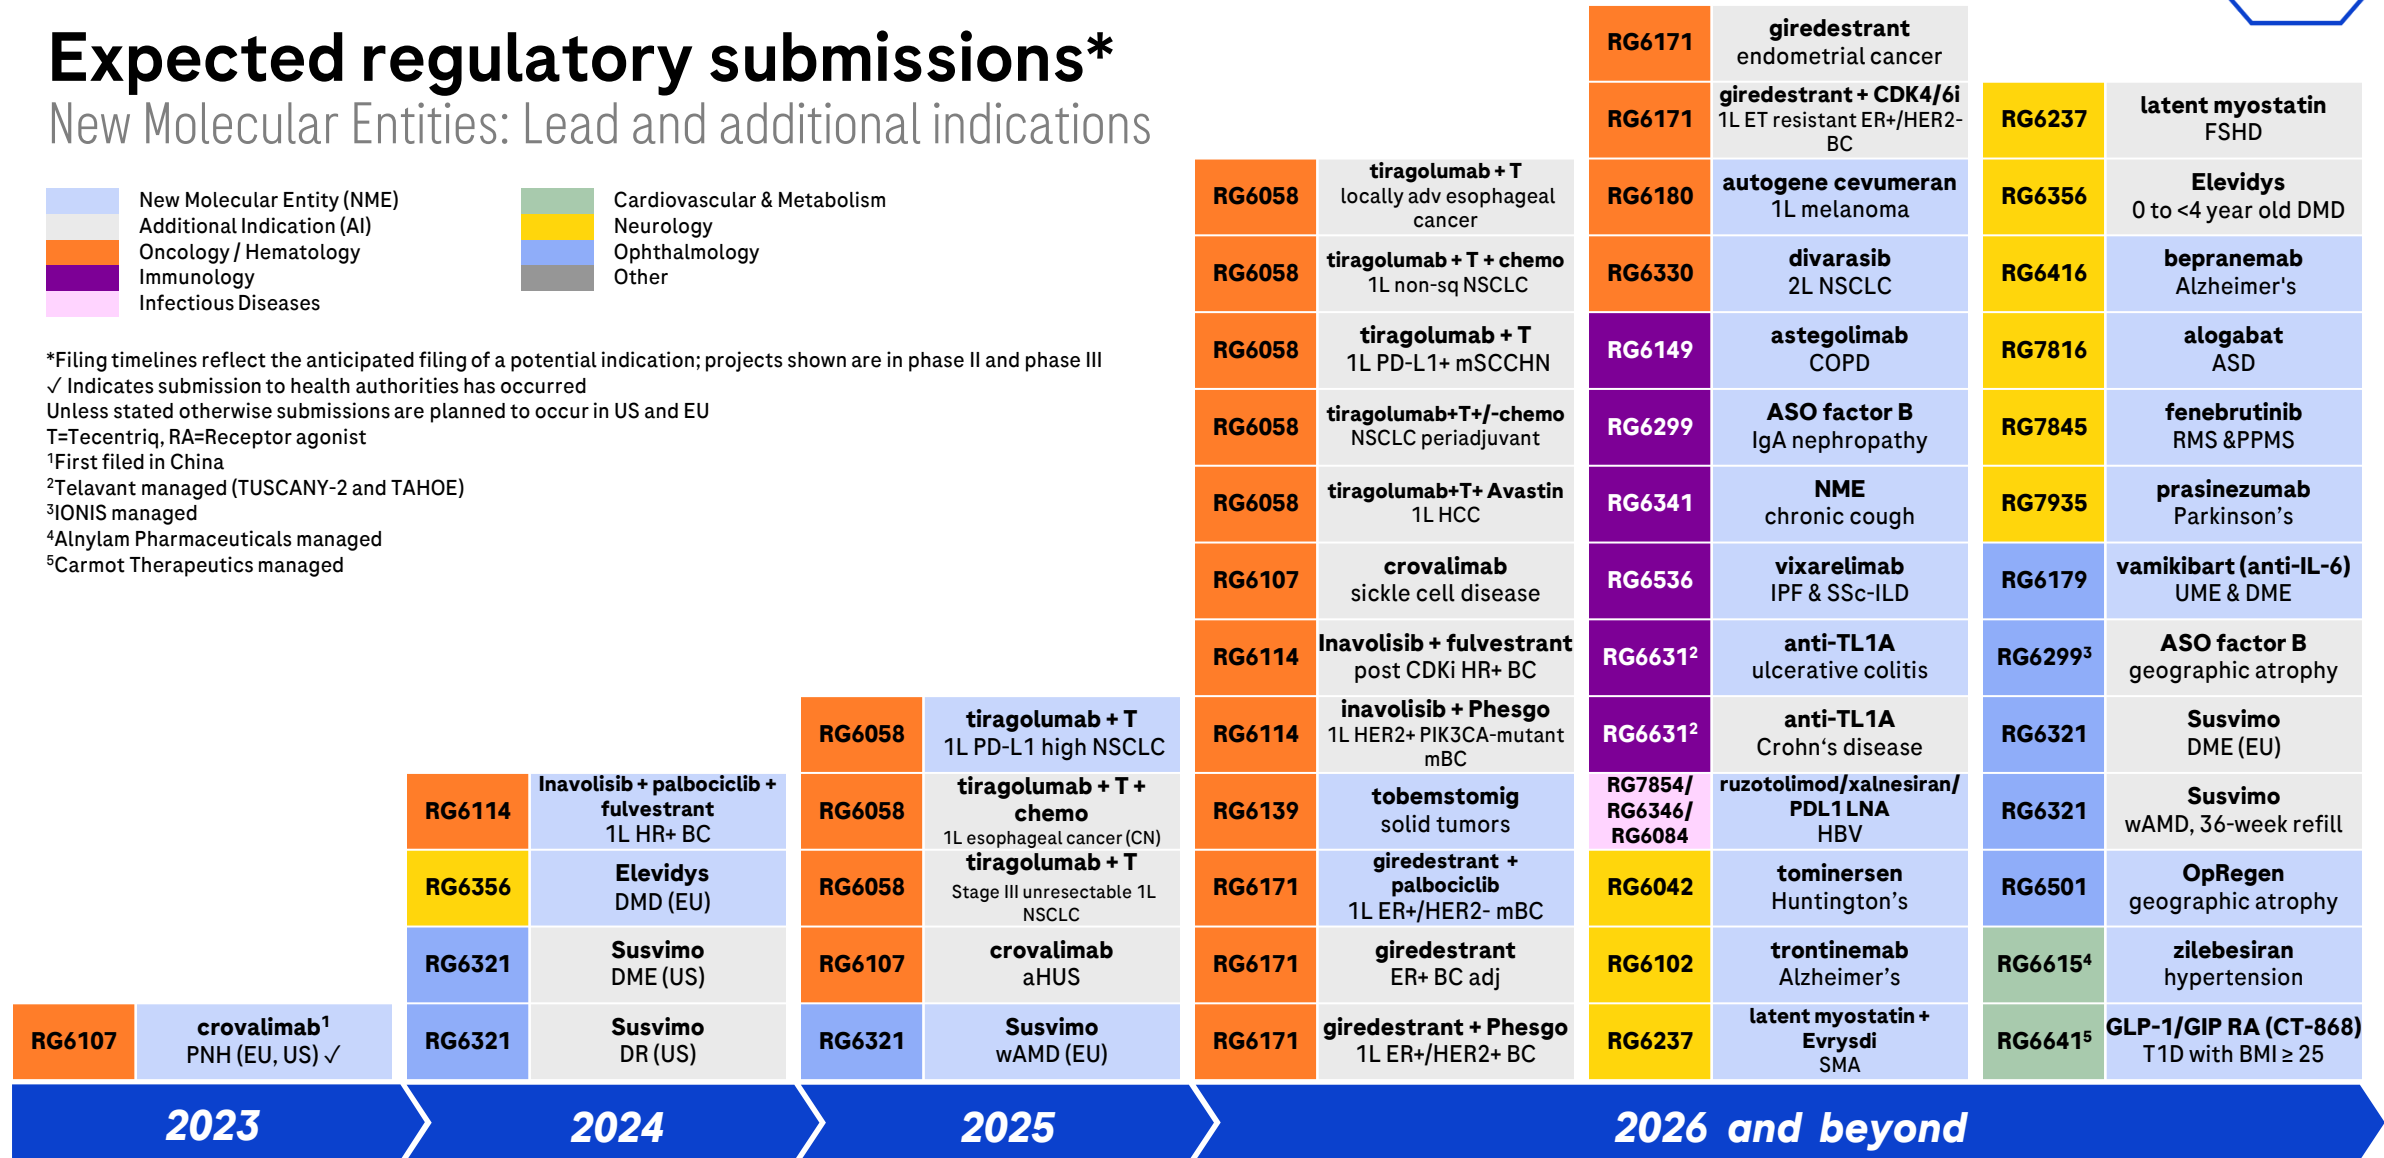 Expected regulatory submissions*
New Molecular Entities: Lead and additional indications
New Molecular Entity (NME)
Additional Indication (AI)
Oncology / Hematology
Immunology
Infectious Diseases
Cardiovascular & Metabolism
Neurology
Ophthalmology
Other
*Filing timelines reflect the anticipated filing of a potential indication; projects shown are in phase II and phase III
✓ Indicates submission to health authorities has occurred
Unless stated otherwise submissions are planned to occur in US and EU
T=Tecentriq, RA=Receptor agonist
¹First filed in China
²Telavant managed (TUSCANY-2 and TAHOE)
³IONIS managed
⁴Alnylam Pharmaceuticals managed
⁵Carmot Therapeutics managed
RG6107
crovalimab¹
PNH (EU, US) ✓
RG6114
Inavolisib + palbociclib +
fulvestrant
1L HR+ BC
RG6356
Elevidys
DMD (EU)
RG6321
Susvimo
DME (US)
RG6321
Susvimo
DR (US)
RG6058
tiragolumab + T
1L PD-L1 high NSCLC
RG6058
tiragolumab + T +
chemo
1L esophageal cancer (CN)
RG6058
tiragolumab + T
Stage III unresectable 1L
NSCLC
RG6107
crovalimab
aHUS
RG6321
Susvimo
wAMD (EU)
RG6058
tiragolumab + T
locally adv esophageal
cancer
RG6058
tiragolumab + T + chemo
1L non-sq NSCLC
RG6058
tiragolumab + T
1L PD-L1+ mSCCHN
RG6058
tiragolumab+T+/-chemo
NSCLC periadjuvant
RG6058
tiragolumab+T+ Avastin
1L HCC
RG6107
crovalimab
sickle cell disease
RG6114
Inavolisib + fulvestrant
post CDKi HR+ BC
RG6114
inavolisib + Phesgo
1L HER2+ PIK3CA-mutant
mBC
RG6139
tobemstomig
solid tumors
RG6171
giredestrant +
palbociclib
1L ER+/HER2- mBC
RG6171
giredestrant
ER+ BC adj
RG6171
giredestrant + Phesgo
1L ER+/HER2+ BC
RG6171
giredestrant
endometrial cancer
RG6171
giredestrant + CDK4/6i
1L ET resistant ER+/HER2-
BC
RG6180
autogene cevumeran
1L melanoma
RG6330
divarasib
2L NSCLC
RG6149
astegolimab
COPD
RG6299
ASO factor B
IgA nephropathy
RG6341
NME
chronic cough
RG6536
vixarelimab
IPF & SSc-ILD
RG6631²
anti-TL1A
ulcerative colitis
RG6631²
anti-TL1A
Crohn‘s disease
RG7854/
RG6346/
RG6084
ruzotolimod/xalnesiran/
PDL1 LNA
HBV
RG6042
tominersen
Huntington’s
RG6102
trontinemab
Alzheimer’s
RG6237
latent myostatin +
Evrysdi
SMA
RG6237
latent myostatin
FSHD
RG6356
Elevidys
0 to <4 year old DMD
RG6416
bepranemab
Alzheimer's
RG7816
alogabat
ASD
RG7845
fenebrutinib
RMS &PPMS
RG7935
prasinezumab
Parkinson’s
RG6179
vamikibart (anti-IL-6)
UME & DME
RG6299³
ASO factor B
geographic atrophy
RG6321
Susvimo
DME (EU)
RG6321
Susvimo
wAMD, 36-week refill
RG6501
OpRegen
geographic atrophy
RG6615⁴
zilebesiran
hypertension
RG6641⁵
GLP-1/GIP RA (CT-868)
T1D with BMI ≥ 25
2023
2024
2025
2026 and beyond